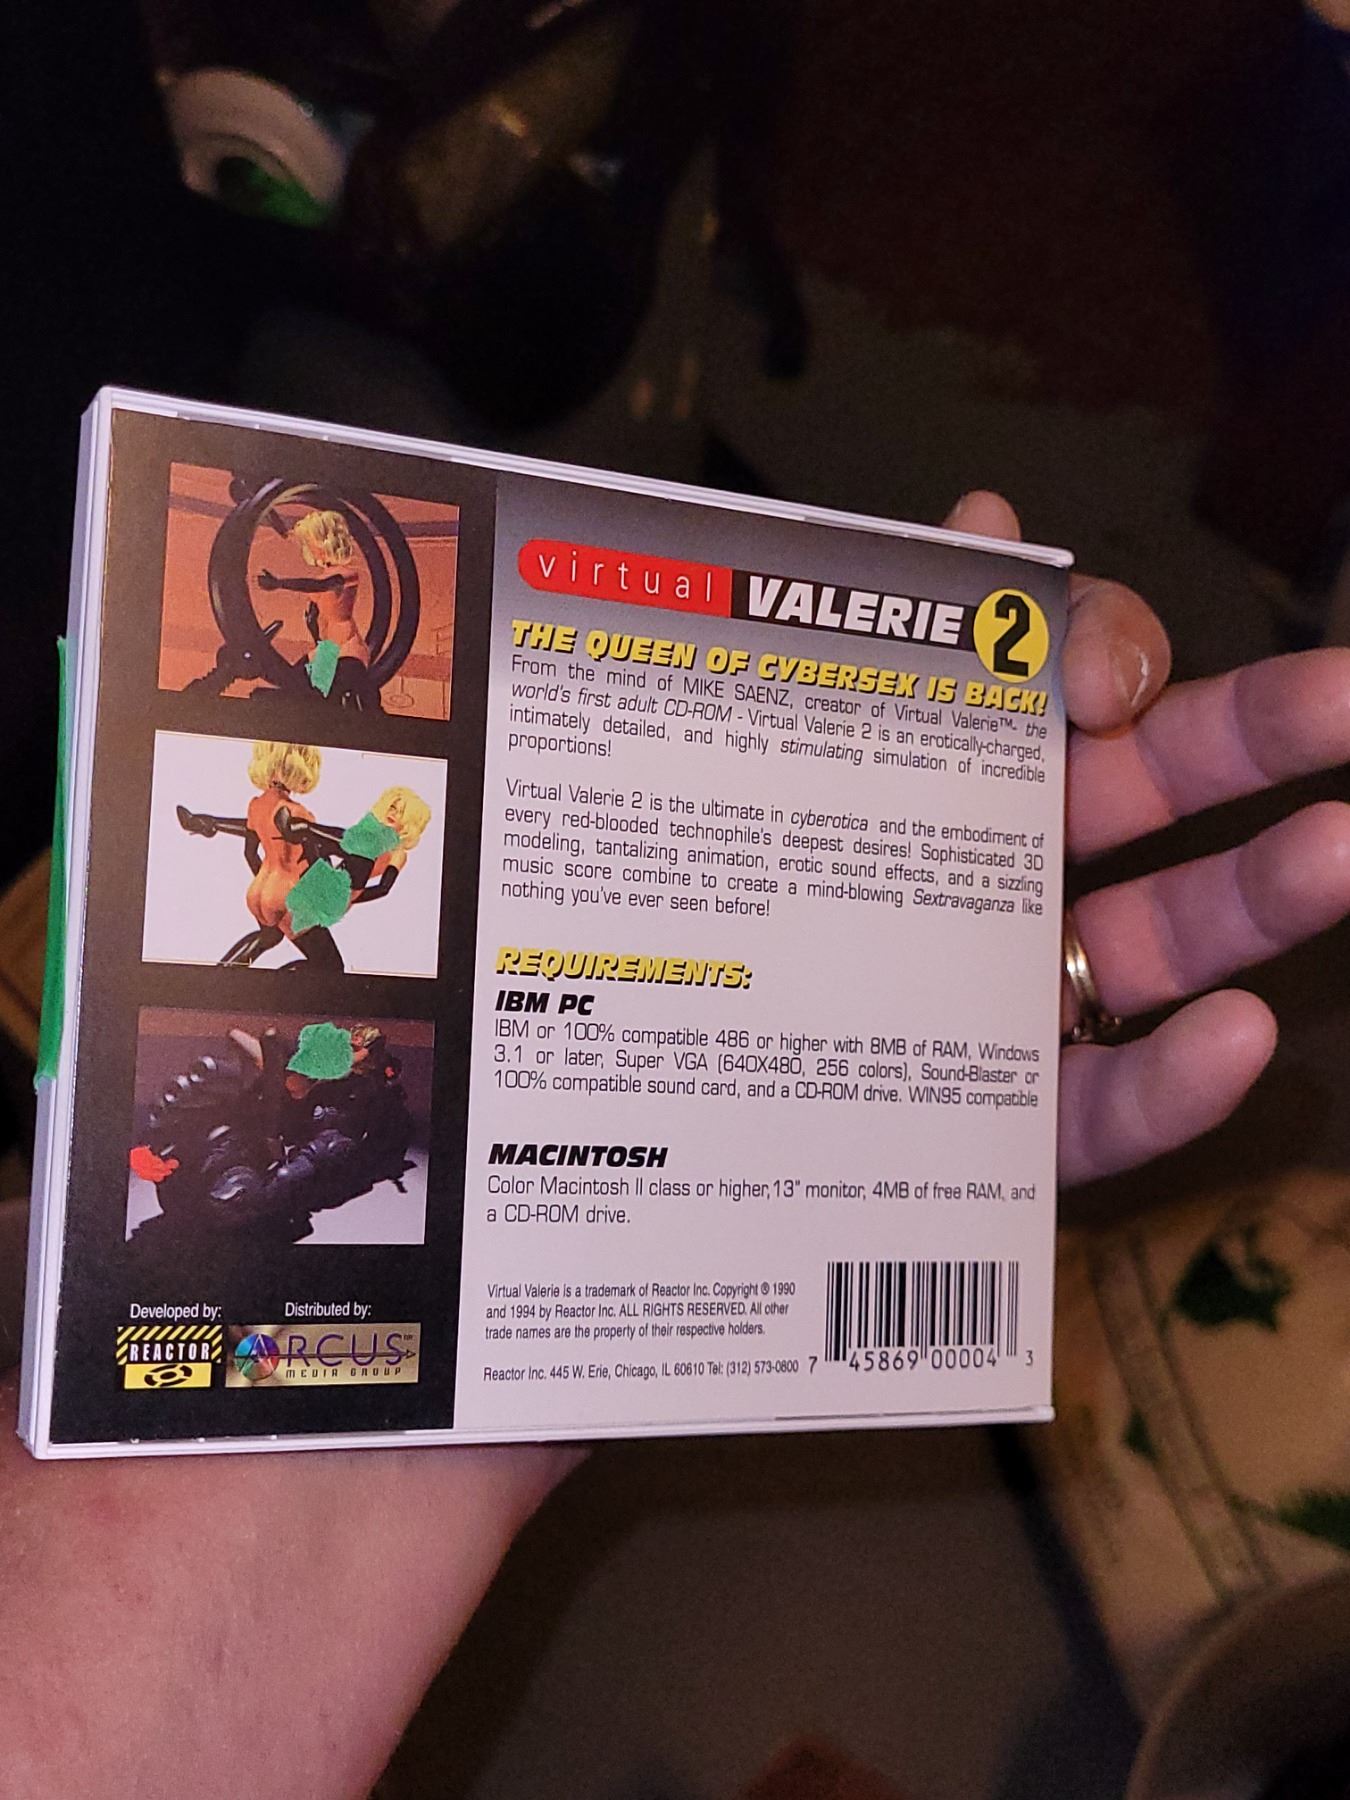 virtual VALERIE 2
THE QUEEN OF CYBERSEX IS BACK!
From the mind of MIKE SAENZ, creator of Virtual Valerie™- the
world's first adult CD-ROM - Virtual Valerie 2 is an erotically-charged,
intimately detailed, and highly stimulating simulation of incredible
proportions!
Virtual Valerie 2 is the ultimate in cyberotica and the embodiment of
every red-blooded technophile's deepest desires! Sophisticated 3D
modeling, tantalizing animation, erotic sound effects, and a sizzling
music score combine to create a mind-blowing Sextravaganza like
nothing you've ever seen before!
REQUIREMENTS:
IBM PC
IBM or 100% compatible 486 or higher with 8MB of RAM, Windows
3.1 or later, Super VGA (640X480, 256 colors), Sound-Blaster or
100% compatible sound card, and a CD-ROM drive. WIN95 compatible
MACINTOSH
Color Macintosh II class or higher, 13" monitor, 4MB of free RAM, and
a CD-ROM drive.
Virtual Valerie is a trademark of Reactor Inc. Copyright ® 1990
and 1994 by Reactor Inc. ALL RIGHTS RESERVED. All other
trade names are the property of their respective holders.
Reactor Inc. 445 W. Erie, Chicago, IL 60610 Tel: (312) 573-0800
7 45869 00004 3
Developed by:
REACTOR
Distributed by:
ARCUS
MEDIA GROUP